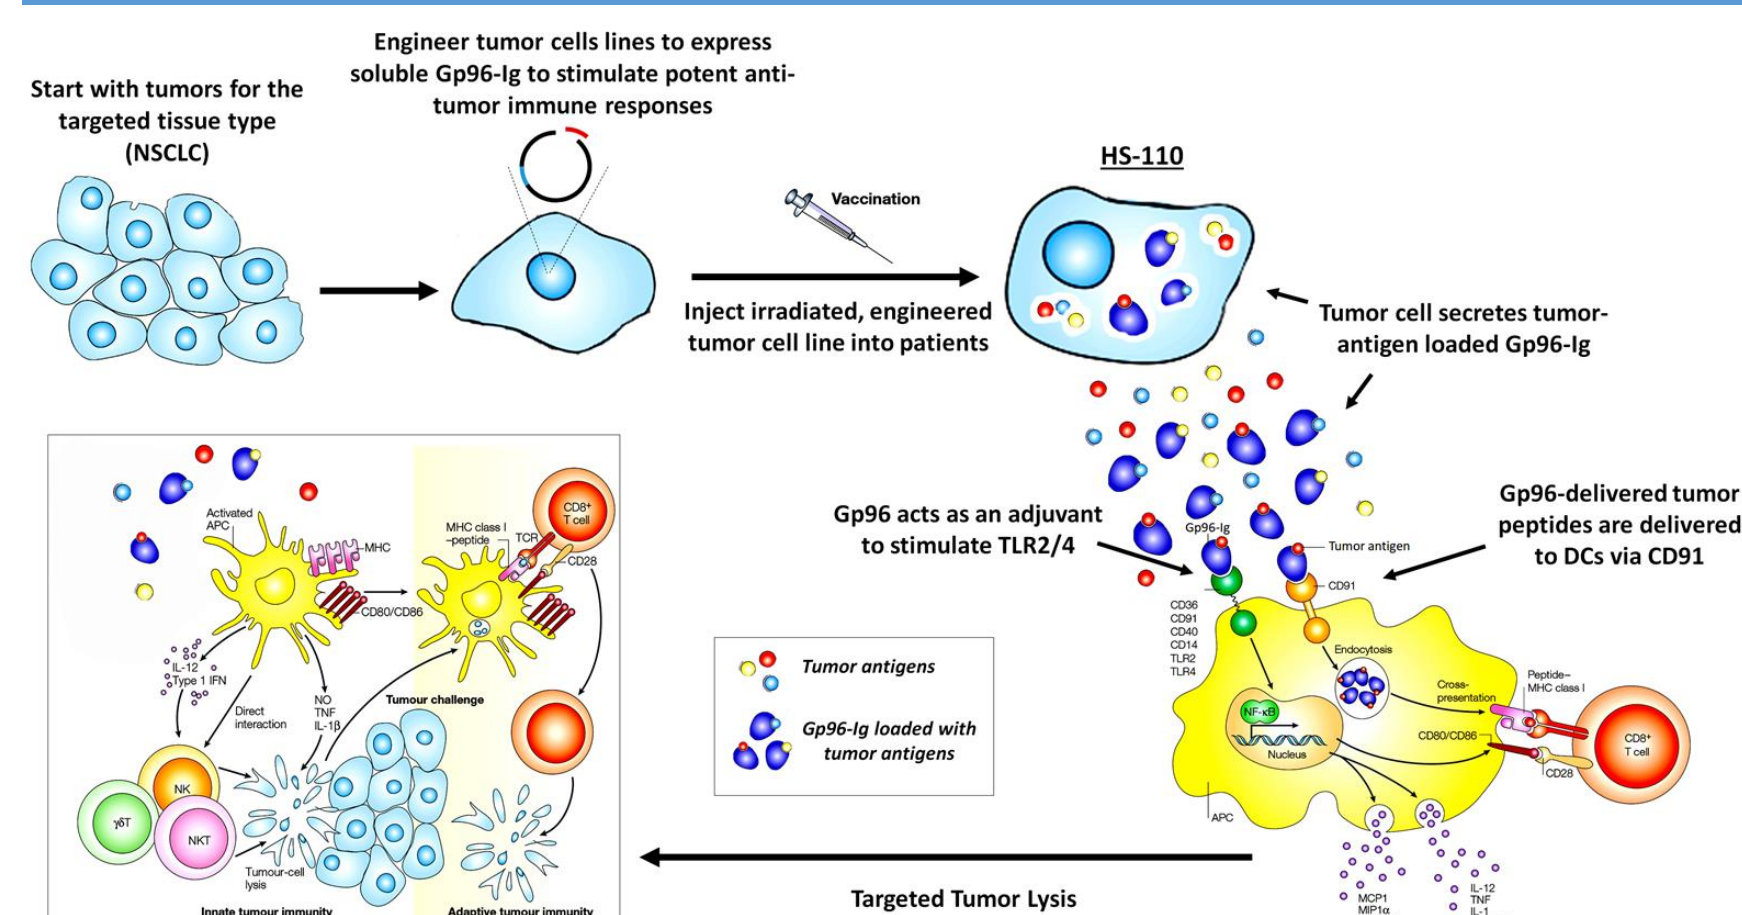 Start with tumors for the
targeted tissue type
(NSCLC)
Engineer tumor cells lines to express
soluble Gp96-Ig to stimulate potent anti-
tumor immune responses
Vaccination
Inject irradiated, engineered
tumor cell line into patients
HS-110
Tumor cell secretes tumor-
antigen loaded Gp96-Ig
Gp96 acts as an adjuvant
to stimulate TLR2/4
Gp96-delivered tumor
peptides are delivered
to DCs via CD91
Gp96-Ig
Tumor antigen
CD91
CD36
CD91
CD40
CD14
TLR2
TLR4
Endocytosis
Cross-
presentation
Peptide–
MHC class I
NF-κB
Nucleus
CD80/CD86
CD28
CD8+
T cell
APC
MCP1
MIP1α
IL-12
TNF
IL-1
Tumor antigens
Gp96-Ig loaded with
tumor antigens
Targeted Tumor Lysis
Activated
APC
MHC
CD80/CD86
MHC class I
–peptide
TCR
CD8+
T cell
CD28
IL-12
Type 1 IFN
Direct
interaction
NO
TNF
IL-1β
Tumour challenge
NK
γδT
NKT
Tumour-cell
lysis
Innate tumour immunity
Adaptive tumour immunity